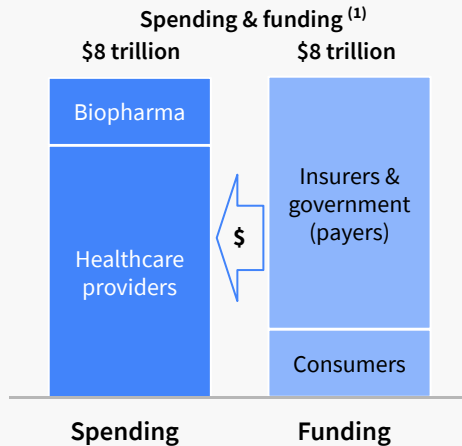 Spending & funding (1)
$8 trillion
$8 trillion
Biopharma
Healthcare
providers
$
Insurers &
government
(payers)
Consumers
Spending
Funding